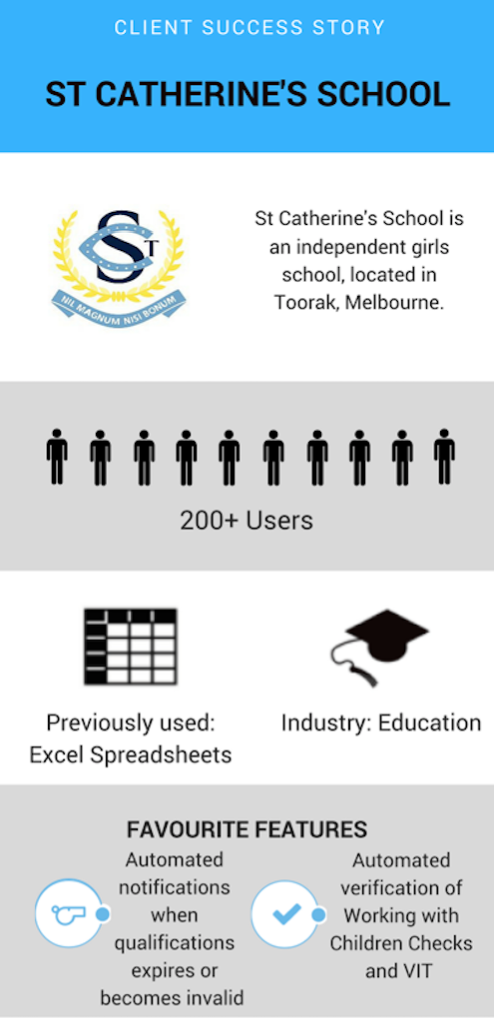 CLIENT SUCCESS STORY
ST CATHERINE'S SCHOOL
ST
NIL MAGNUM NISI BONUM
St Catherine's School is
an independent girls
school, located in
Toorak, Melbourne.
200+ Users
Previously used:
Excel Spreadsheets
Industry: Education
FAVOURITE FEATURES
Automated
notifications
when
qualifications
expires or
becomes invalid
Automated
verification of
Working with
Children Checks
and VIT